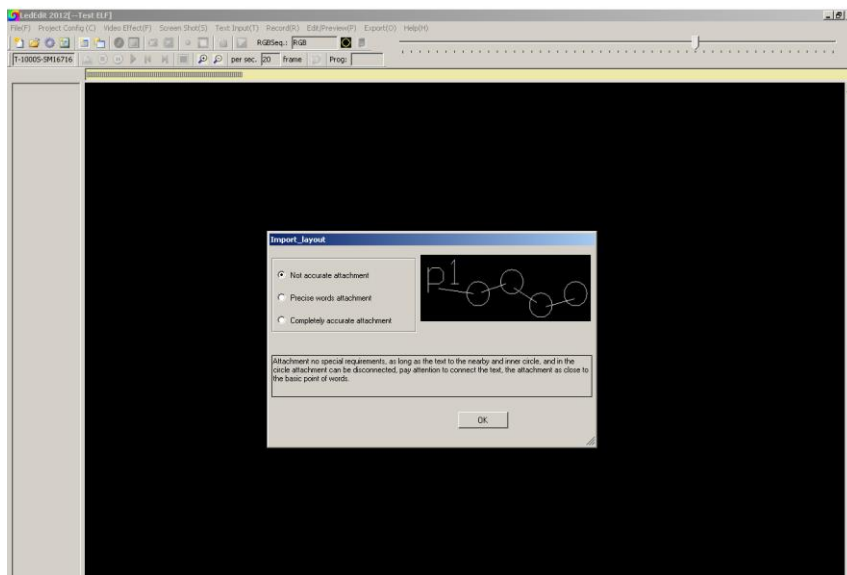 LedEdit 2012[--Test ELF]
File(F) Project Config (C) Video Effect(F) Screen Shot(S) Text Input(T) Record(R) Edit/Preview(P) Export(O) Help(H)
RGBSeq.: RGB
T-1000S-SM16716 per sec. 20 frame Prog:
Import_layout
Not accurate attachment
p1
Precise words attachment
Completely accurate attachment
Attachment no special requirements, as long as the text to the nearby and inner circle, and in the
circle attachment can be disconnected, pay attention to connect the text, the attachment as close to
the basic point of words.
OK